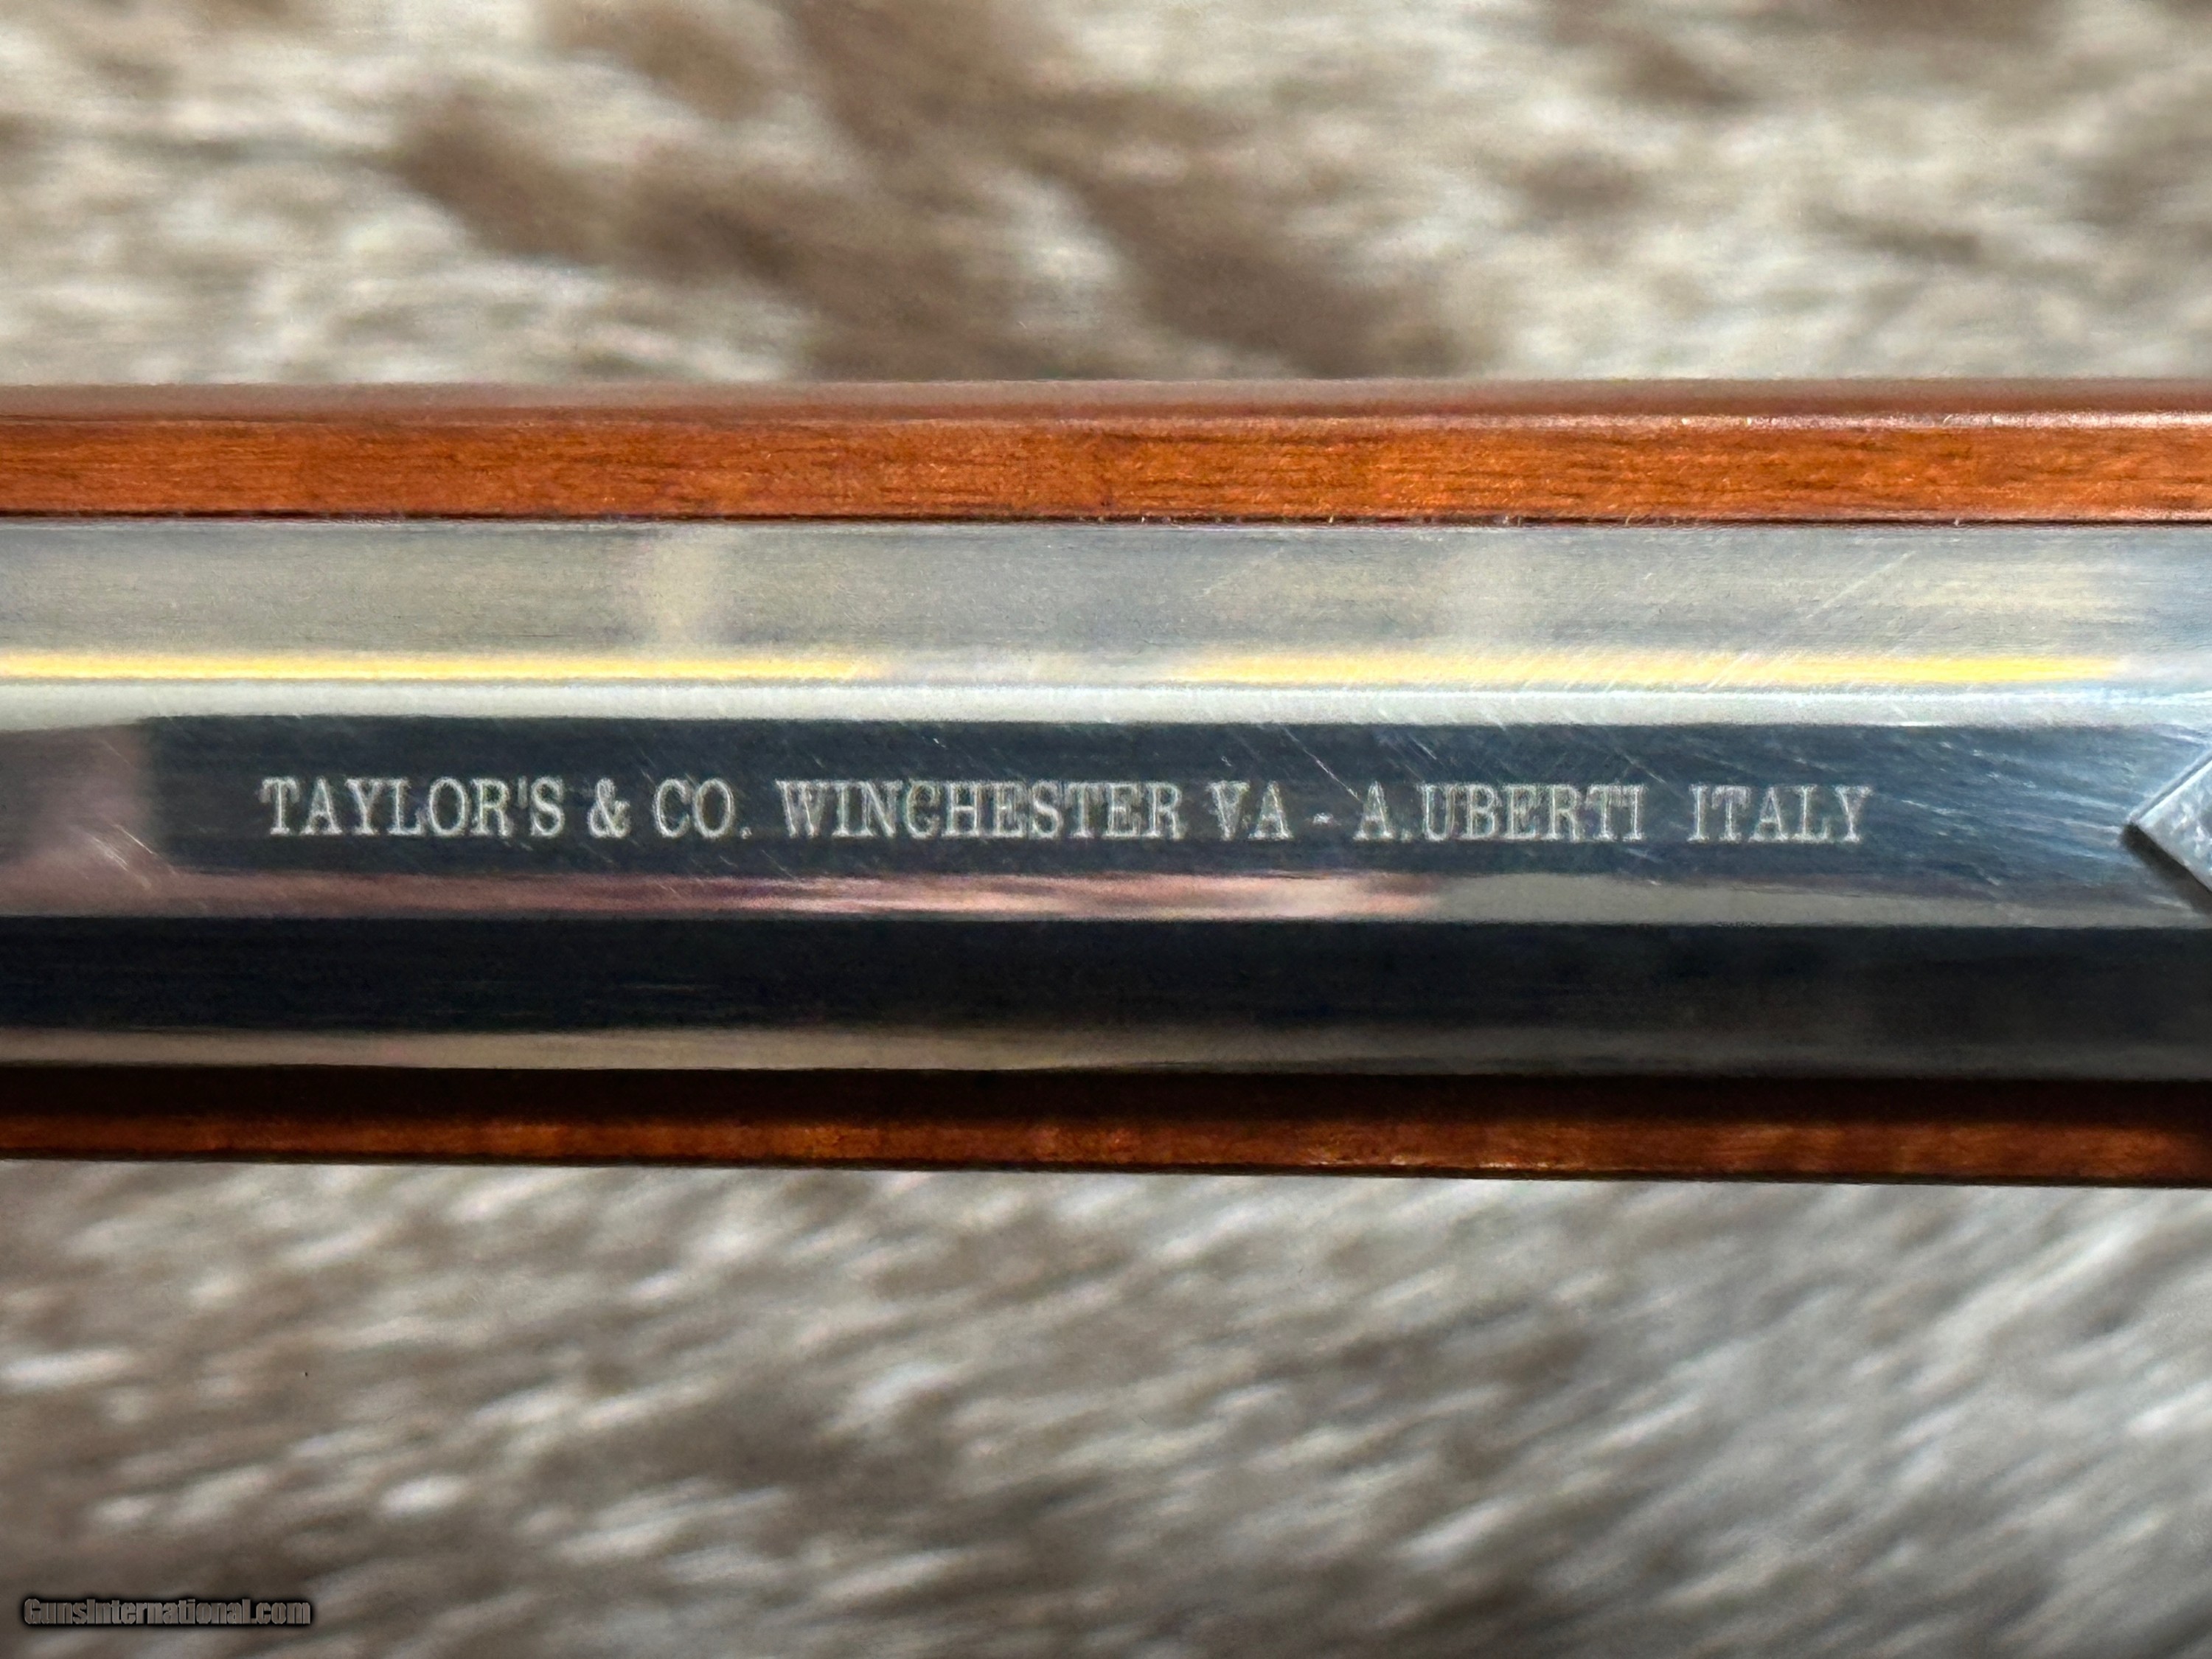 TAYLOR'S & CO. WINCHESTER VA - A.UBERTI ITALY
GunsInternational.com